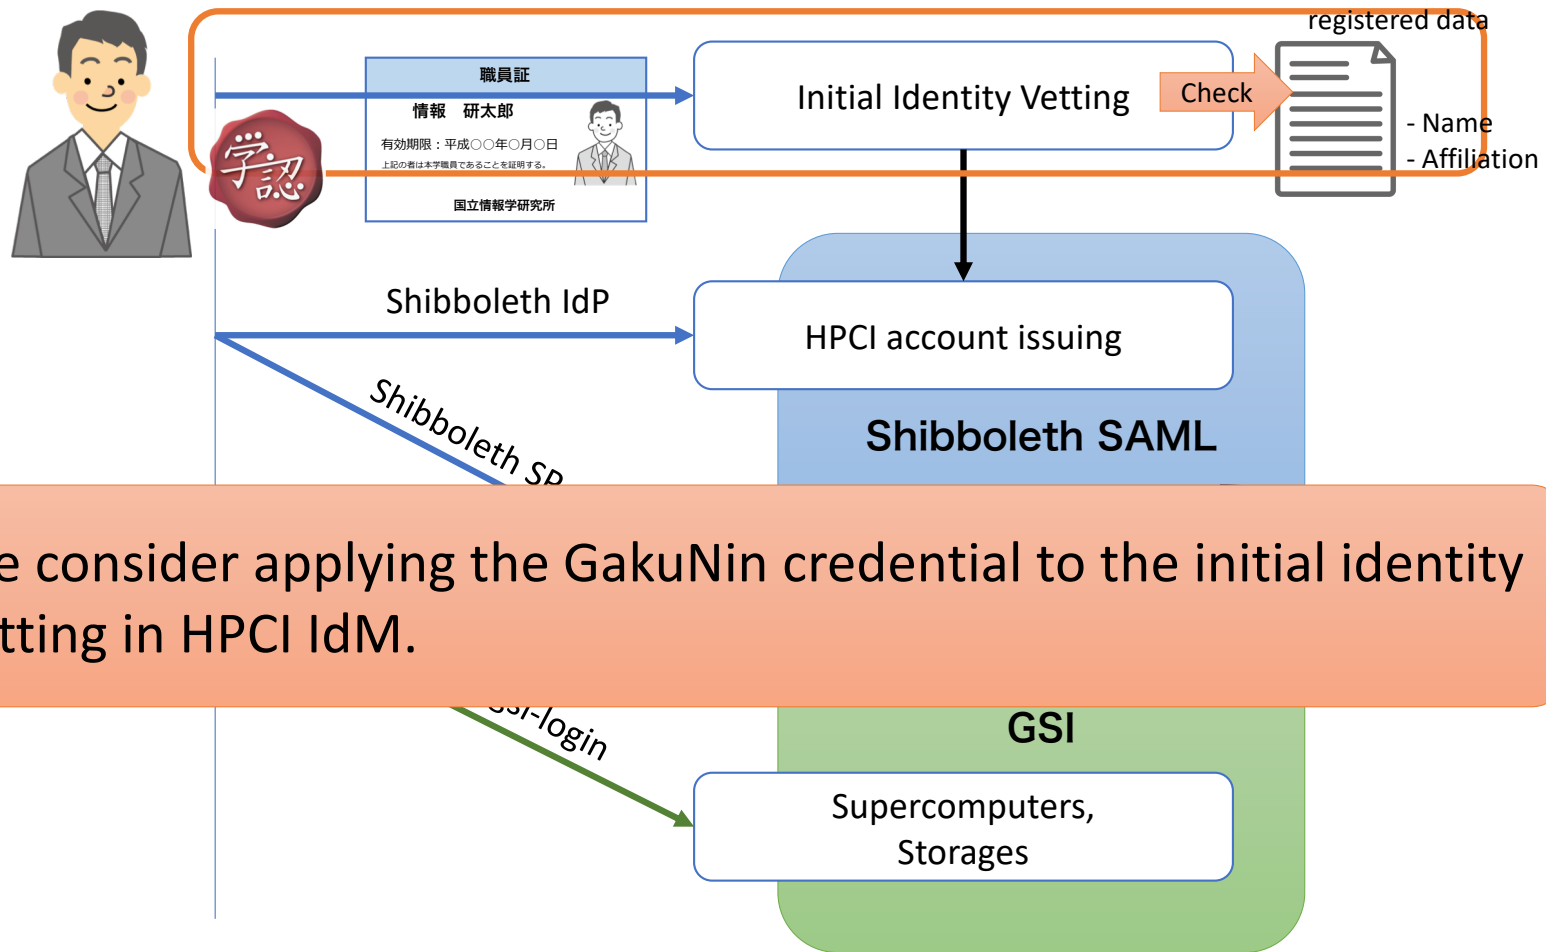 registered data
職員証
情報 研太郎
有効期限：平成○○年○月○日
上記の者は本学職員であることを証明する。
国立情報学研究所
学認
Initial Identity Vetting
Check
- Name
- Affiliation
Shibboleth IdP
HPCI account issuing
Shibboleth SP
Shibboleth SAML
e consider applying the GakuNin credential to the initial identity
tting in HPCI IdM.
gsi-login
GSI
Supercomputers,
Storages